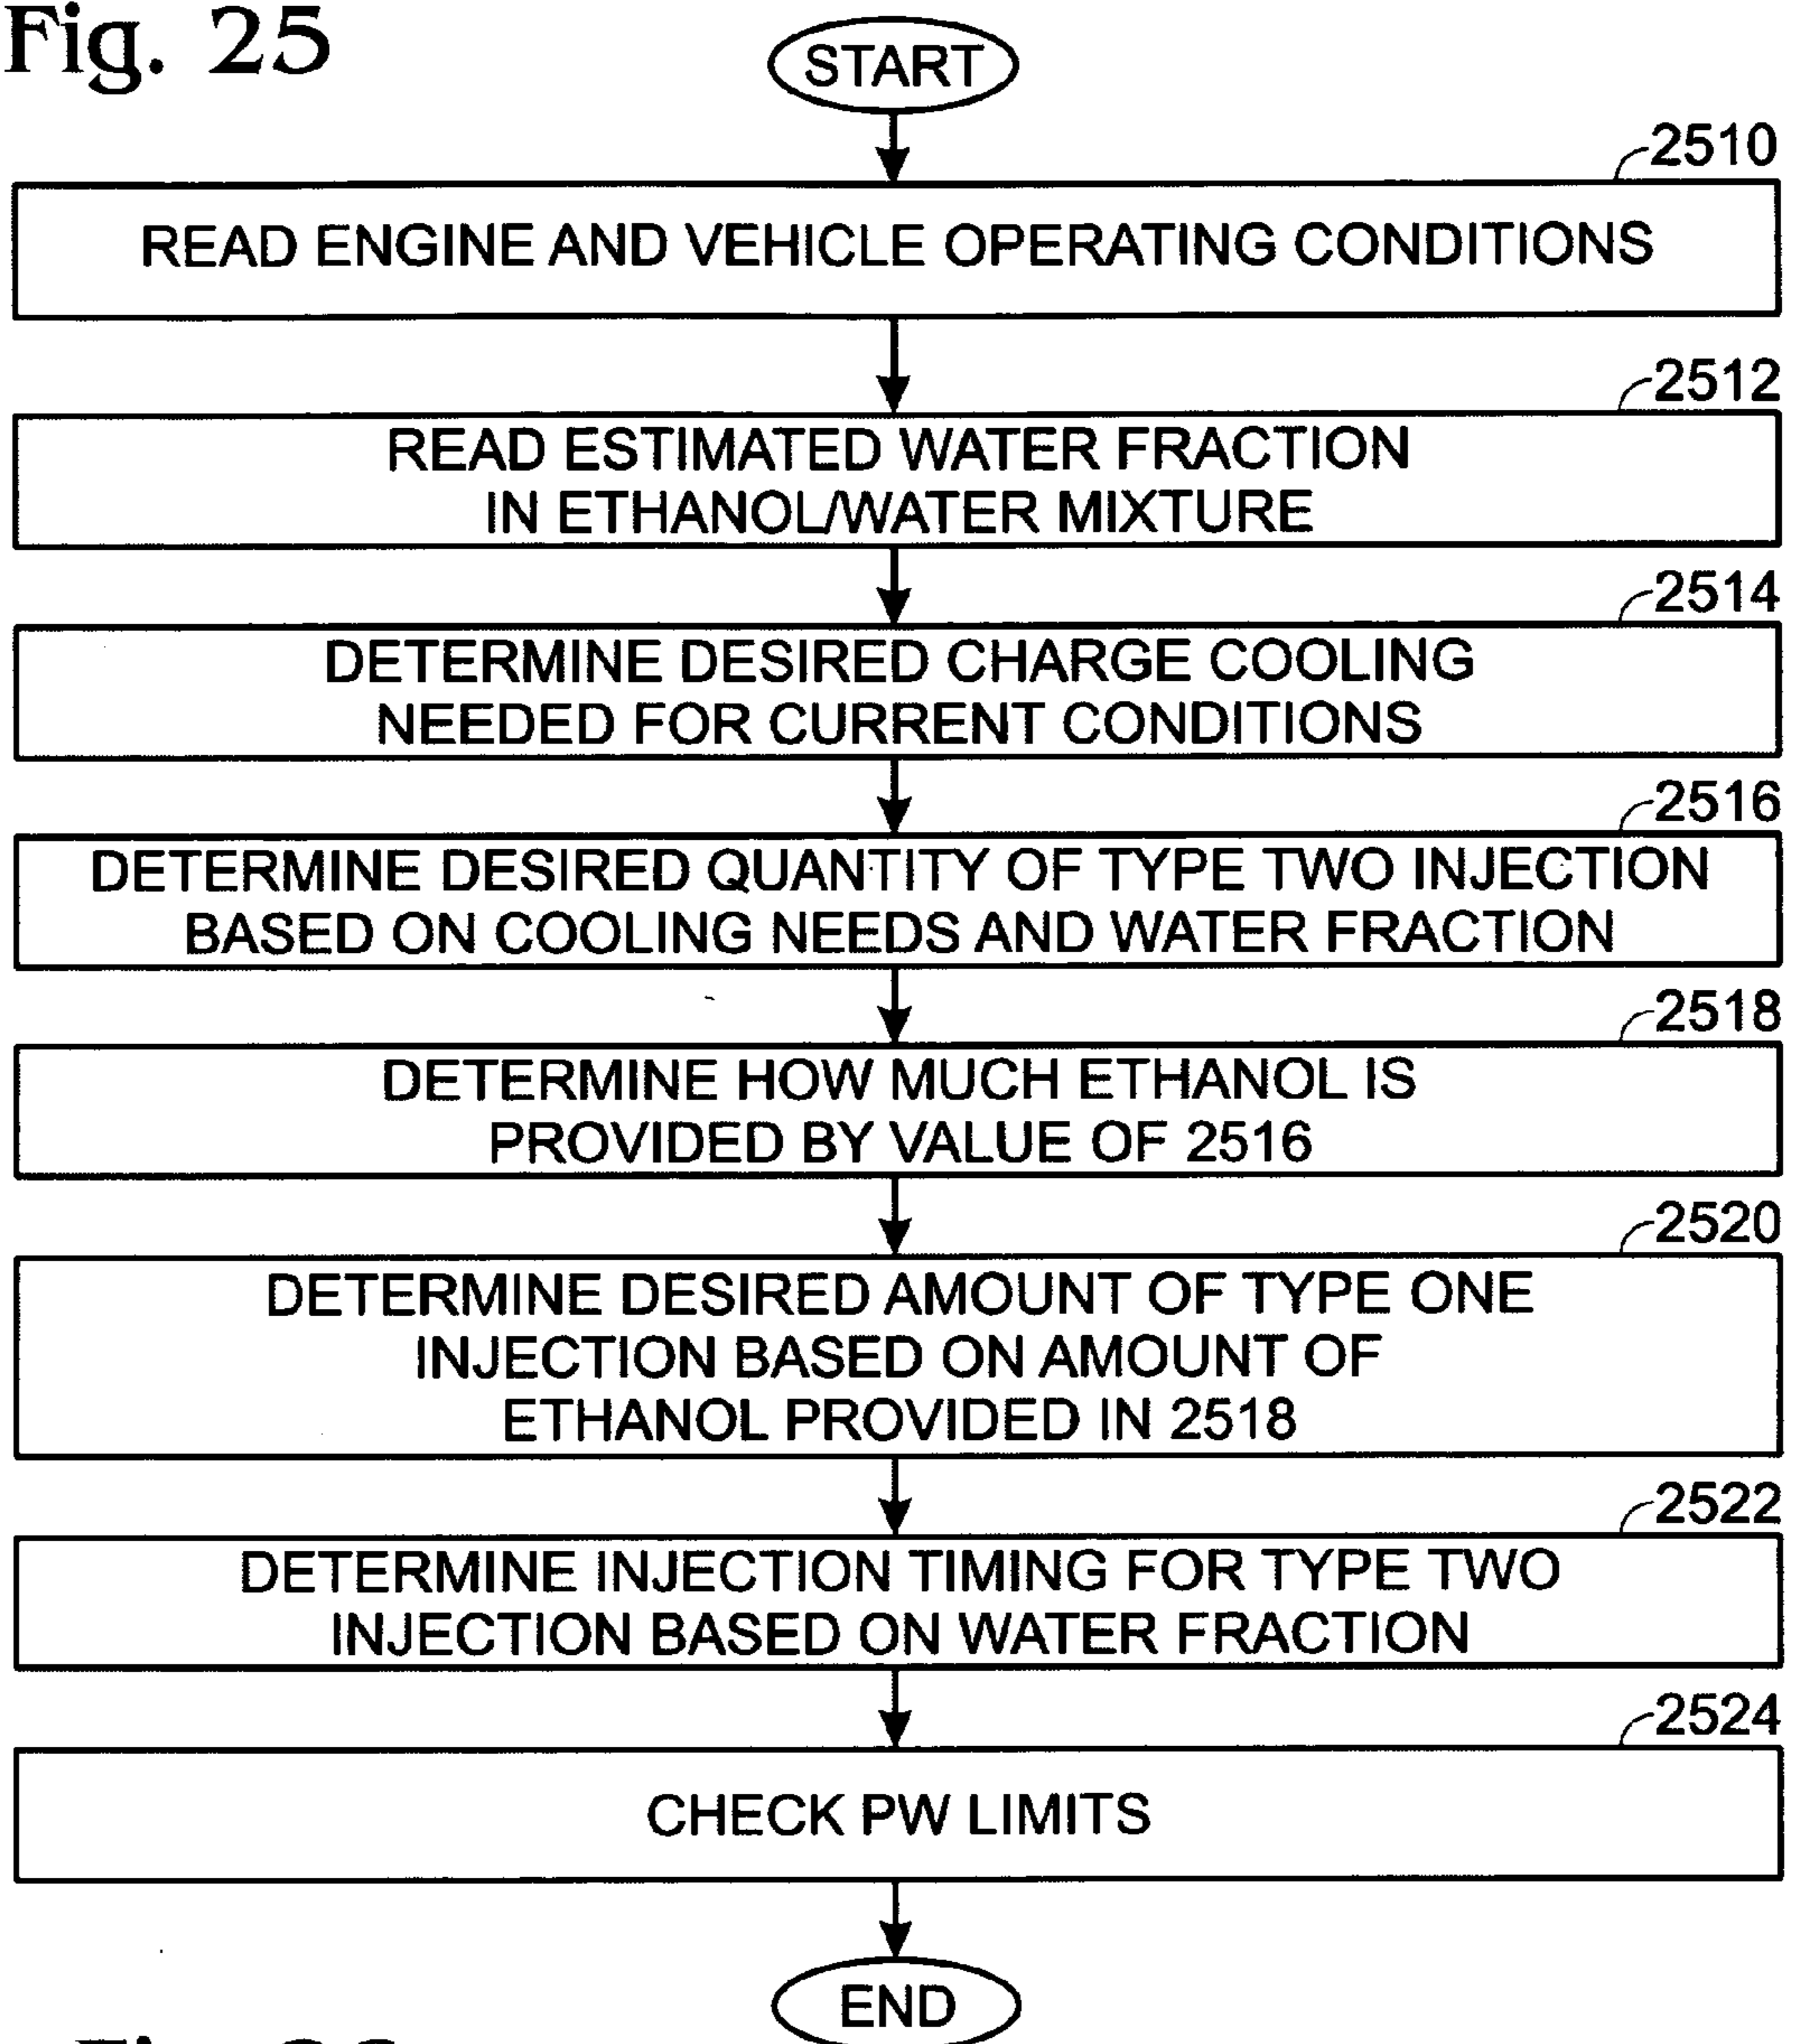 Fig. 25
START
2510
READ ENGINE AND VEHICLE OPERATING CONDITIONS
2512
READ ESTIMATED WATER FRACTION
IN ETHANOL/WATER MIXTURE
2514
DETERMINE DESIRED CHARGE COOLING
NEEDED FOR CURRENT CONDITIONS
2516
DETERMINE DESIRED QUANTITY OF TYPE TWO INJECTION
BASED ON COOLING NEEDS AND WATER FRACTION
2518
DETERMINE HOW MUCH ETHANOL IS
PROVIDED BY VALUE OF 2516
2520
DETERMINE DESIRED AMOUNT OF TYPE ONE
INJECTION BASED ON AMOUNT OF
ETHANOL PROVIDED IN 2518
2522
DETERMINE INJECTION TIMING FOR TYPE TWO
INJECTION BASED ON WATER FRACTION
2524
CHECK PW LIMITS
END